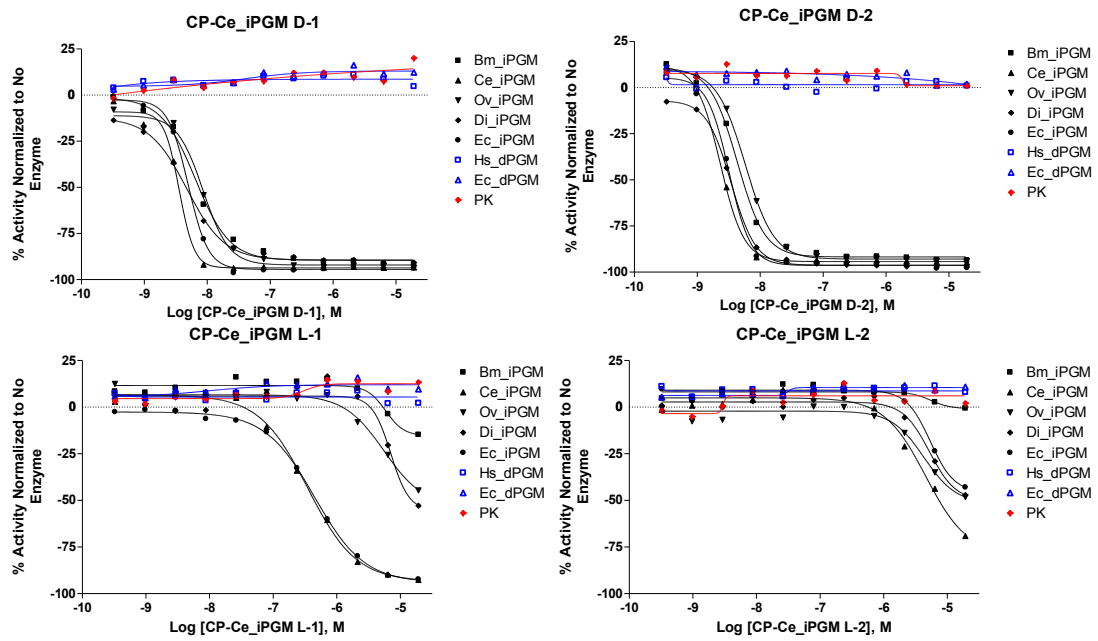 CP-Ce_iPGM D-1
% Activity Normalized to No
Enzyme
25
0
-25
-50
-75
-100
-10
-9
-8
-7
-6
-5
Log [CP-Ce_iPGM D-1], M
Bm_iPGM
Ce_iPGM
Ov_iPGM
Di_iPGM
Ec_iPGM
Hs_dPGM
Ec_dPGM
PK
CP-Ce_iPGM D-2
% Activity Normalized to No
Enzyme
25
0
-25
-50
-75
-100
-10
-9
-8
-7
-6
-5
Log [CP-Ce_iPGM D-2], M
Bm_iPGM
Ce_iPGM
Ov_iPGM
Di_iPGM
Ec_iPGM
Hs_dPGM
Ec_dPGM
PK
CP-Ce_iPGM L-1
% Activity Normalized to No
Enzyme
25
0
-25
-50
-75
-100
-10
-9
-8
-7
-6
-5
Log [CP-Ce_iPGM L-1], M
Bm_iPGM
Ce_iPGM
Ov_iPGM
Di_iPGM
Ec_iPGM
Hs_dPGM
Ec_dPGM
PK
CP-Ce_iPGM L-2
% Activity Normalized to No
Enzyme
25
0
-25
-50
-75
-100
-10
-9
-8
-7
-6
-5
Log [CP-Ce_iPGM L-2], M
Bm_iPGM
Ce_iPGM
Ov_iPGM
Di_iPGM
Ec_iPGM
Hs_dPGM
Ec_dPGM
PK